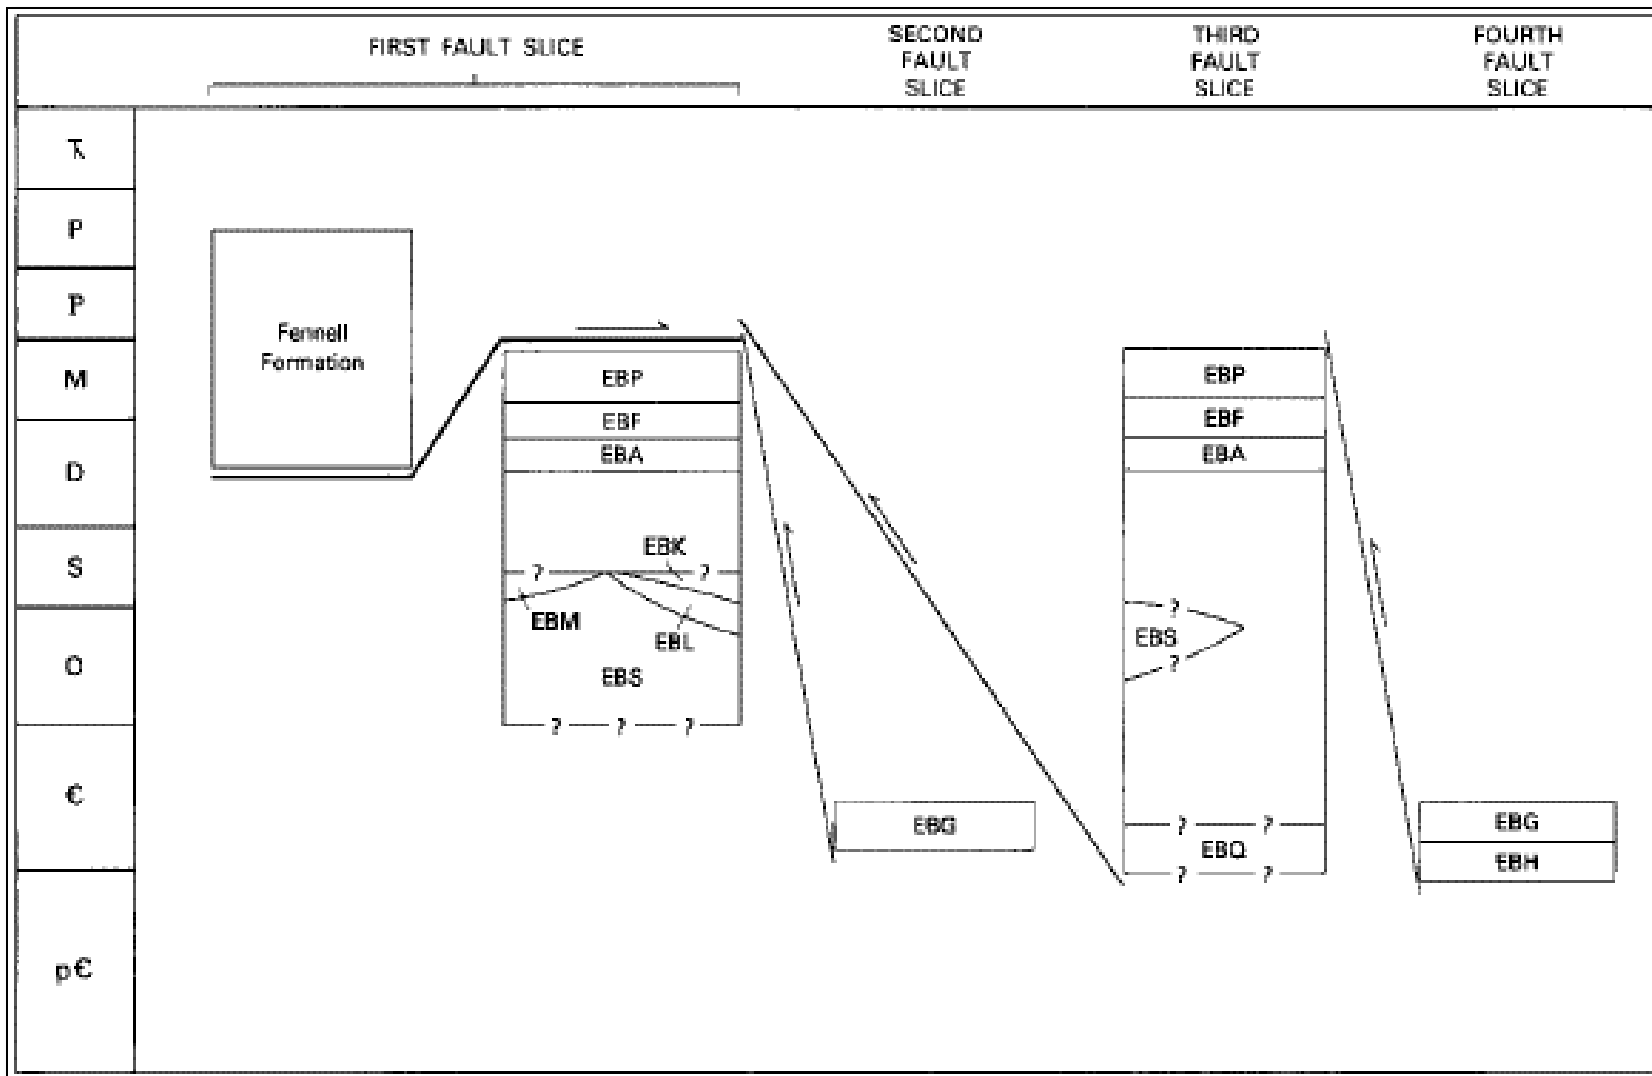 FIRST FAULT SLICE
SECOND
FAULT
SLICE
THIRD
FAULT
SLICE
FOURTH
FAULT
SLICE
Ꞧ
P
P
M
D
S
O
Є
pЄ
Fennell
Formation
EBP
EBF
EBA
EBK
? ?
EBM
EBL
EBS
? ? ?
EBG
EBP
EBF
EBA
?
EBS
?
? ?
EBQ
? ?
EBG
EBH